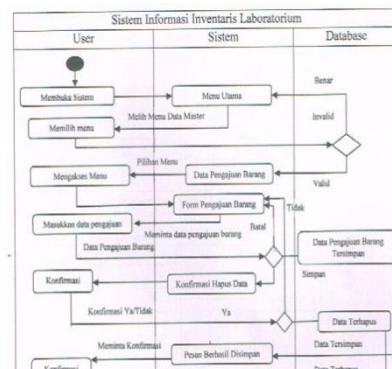 Sistem Informasi Inventaris Laboratorium
User
Sistem
Database
Benar
Membuka Sistem
Menu Utama
Melih Menu Data Master
Invalid
Memilih menu
Pilihan Menu
Mengakses Menu
Data Pengajuan Barang
Valid
Form Pengajuan Barang
Tidak
Masukkan data pengajuan
Meminta data pengajuan barang
Batal
Data Pengajuan Barang
Data Pengajuan Barang
Tersimpan
Simpan
Konfirmasi
Konfirmasi Hapus Data
Konfirmasi Ya/Tidak
Ya
Data Terhapus
Meminta Konfirmasi
Data Tersimpan
Pesan Berhasil Disimpan
Konfirmasi
Data Terhapus